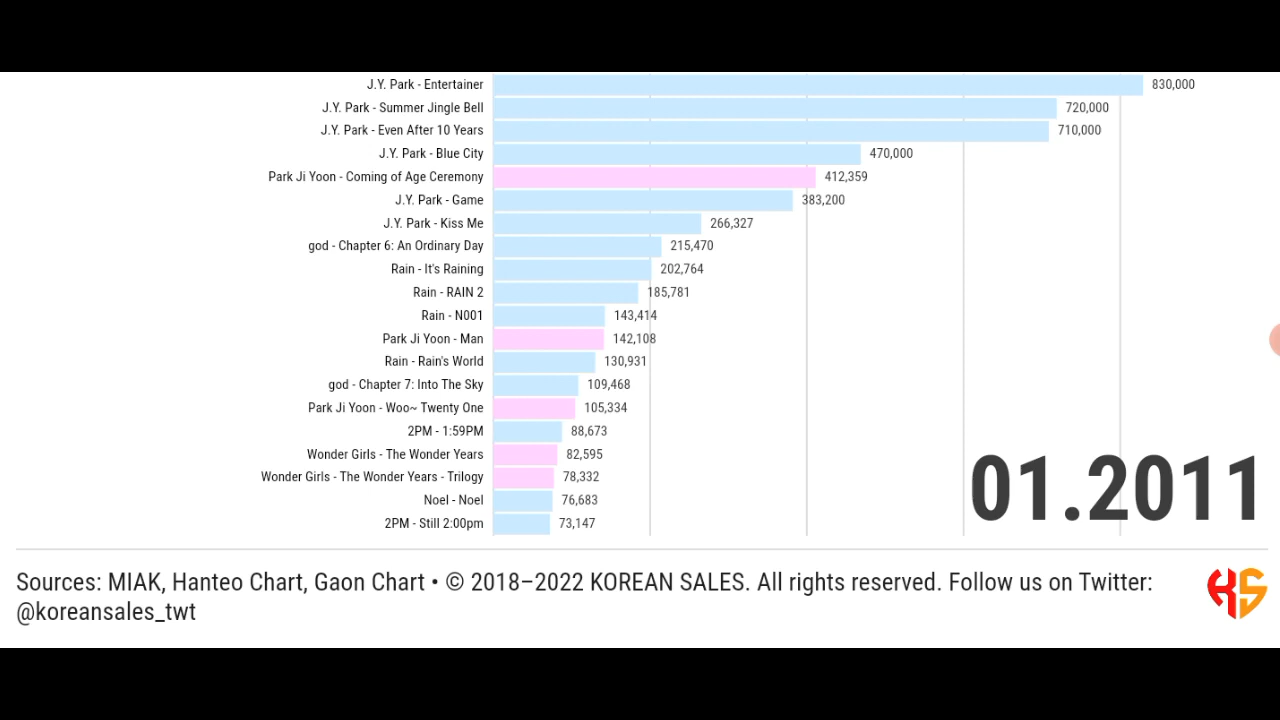 J.Y. Park - Entertainer 830,000
J.Y. Park - Summer Jingle Bell 720,000
J.Y. Park - Even After 10 Years 710,000
J.Y. Park - Blue City 470,000
Park Ji Yoon - Coming of Age Ceremony 412,359
J.Y. Park - Game 383,200
J.Y. Park - Kiss Me 266,327
god - Chapter 6: An Ordinary Day 215,470
Rain - It's Raining 202,764
Rain - RAIN 2 185,781
Rain - N001 143,414
Park Ji Yoon - Man 142,108
Rain - Rain's World 130,931
god - Chapter 7: Into The Sky 109,468
Park Ji Yoon - Woo~ Twenty One 105,334
2PM - 1:59PM 88,673
Wonder Girls - The Wonder Years 82,595
Wonder Girls - The Wonder Years - Trilogy 78,332
Noel - Noel 76,683
2PM - Still 2:00pm 73,147
01.2011
Sources: MIAK, Hanteo Chart, Gaon Chart • © 2018–2022 KOREAN SALES. All rights reserved. Follow us on Twitter:
@koreansales_twt
KS